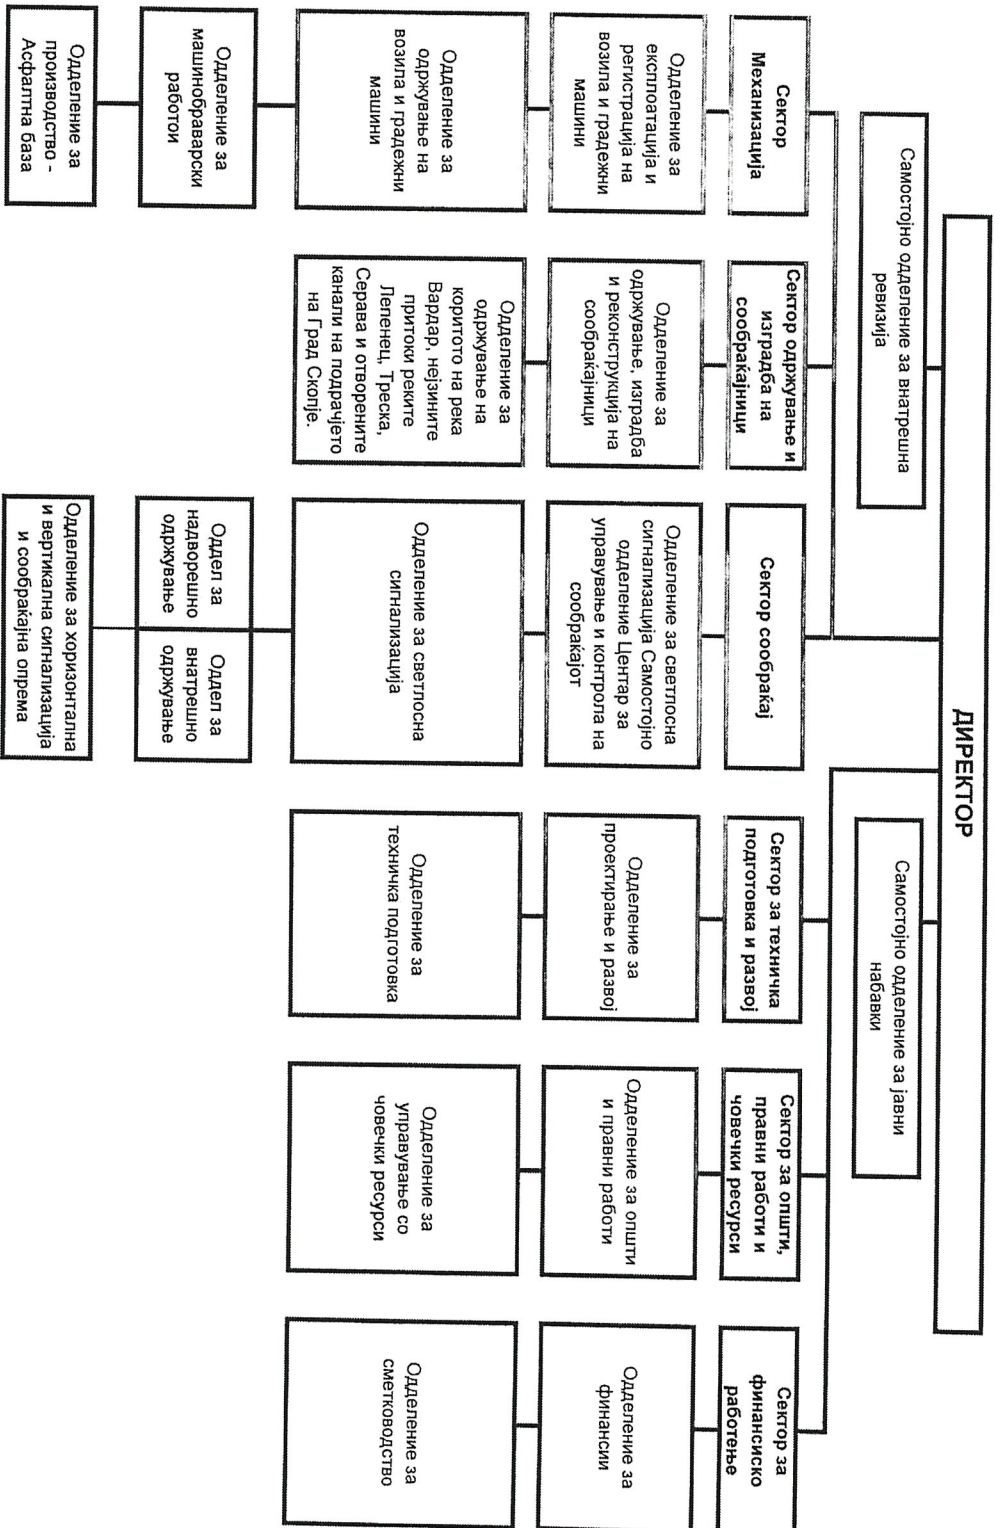 ДИРЕКТОР
Самостојно одделение за внатрешна
ревизија
Самостојно одделение за јавни
набавки
Сектор
Механизација
Одделение за
експлоатација и
регистрација на
возила и градежни
машини
Одделение за
одржување на
возила и градежни
машини
Одделение за
машинобраварски
работои
Одделение за
производство -
Асфалтна база
Сектор одржување и
изградба на
сообраќајници
Одделение за
одржување, изградба
и реконструкција на
сообраќајници
Одделение за
одржување на
коритото на река
Вардар, нејзините
притоки реките
Лепенец, Треска,
Серава и отворените
канали на подрачјето
на Град Скопје.
Сектор сообраќај
Одделение за светлосна
сигнализација Самостојно
одделение Центар за
управување и контрола на
сообраќајот
Одделение за светлосна
сигнализација
Оддел за
надворешно
одржување
Оддел за
внатрешно
одржување
Одделение за хоризонтална
и вертикална сигнализација
и сообраќајна опрема
Сектор за техничка
подготовка и развој
Одделение за
проектирање и развој
Одделение за
техничка подготовка
Сектор за општи,
правни работи и
човечки ресурси
Одделение за општи
и правни работи
Одделение за
управување со
човечки ресурси
Сектор за
финансиско
работење
Одделение за
финансии
Одделение за
сметководство